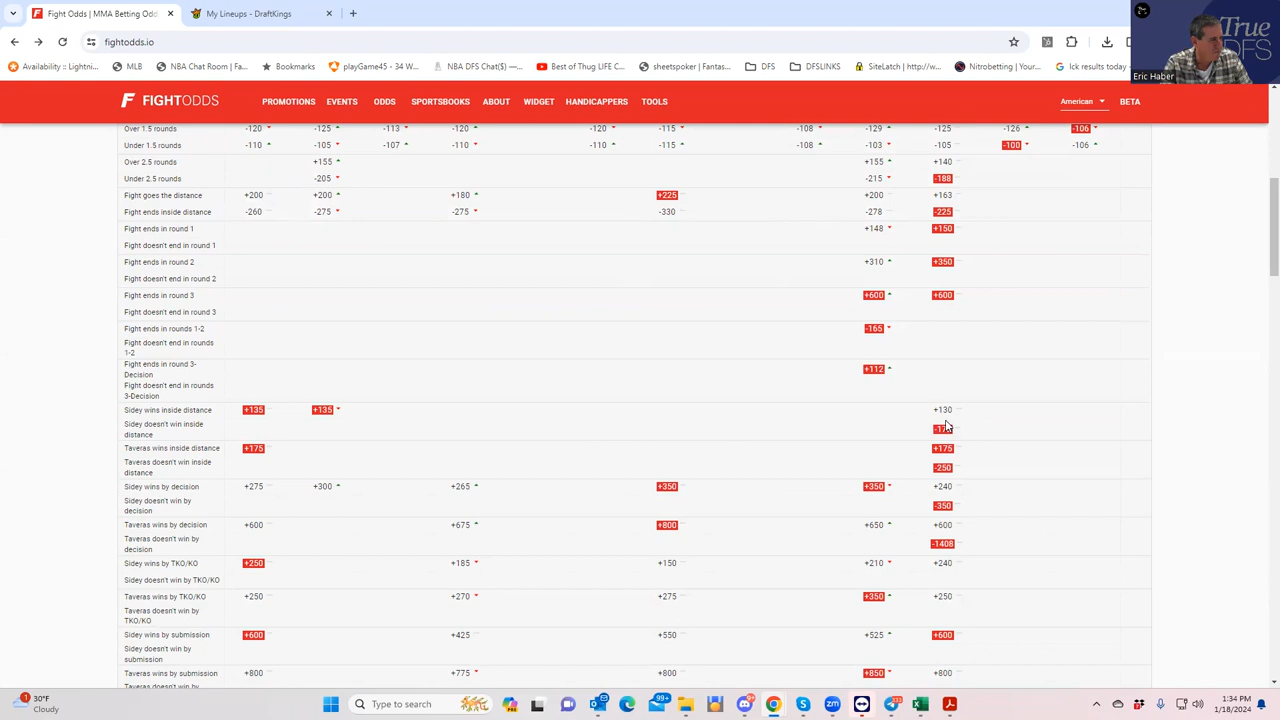 Fight Odds | MMA Betting Odd
My Lineups - DraftKings
fightodds.io
Availability :: Lightni... MLB NBA Chat Room | Fa... Bookmarks playGame45 - 34 W... NBA DFS Chat($) —... Best of Thug LIFE C... sheetspoker | Fantas... DFS DFSLINKS SiteLatch | http://w... Nitrobetting | Your... Ick results today
True
DFS
Eric Haber
FIGHTODDS PROMOTIONS EVENTS ODDS SPORTSBOOKS ABOUT WIDGET HANDICAPPERS TOOLS American BETA
Over 1.5 rounds -120 -125 -113 -120 -120 -115 -108 -129 -125 -126 -106
Under 1.5 rounds -110 -105 -107 -110 -110 -115 -108 -103 -105 -100 -106
Over 2.5 rounds +155 +155 +140
Under 2.5 rounds -205 -215 -188
Fight goes the distance +200 +200 +180 +225 +200 +163
Fight ends inside distance -260 -275 -275 -330 -278 -225
Fight ends in round 1 +148 +150
Fight doesn't end in round 1
Fight ends in round 2 +310 +350
Fight doesn't end in round 2
Fight ends in round 3 +600 +600
Fight doesn't end in round 3
Fight ends in rounds 1-2 -165
Fight doesn't end in rounds
1-2
Fight ends in round 3-
Decision +112
Fight doesn't end in rounds
3-Decision
Sidey wins inside distance +135 +135 +130
Sidey doesn't win inside
distance
Taveras wins inside distance +175 +175
Taveras doesn't win inside
distance -250
Sidey wins by decision +275 +300 +265 +350 +350 +240
Sidey doesn't win by
decision -350
Taveras wins by decision +600 +675 +800 +650 +600
Taveras doesn't win by
decision -1408
Sidey wins by TKO/KO +250 +185 +150 +210 +240
Sidey doesn't win by TKO/KO
Taveras wins by TKO/KO +250 +270 +275 +350 +250
Taveras doesn't win by
TKO/KO
Sidey wins by submission +600 +425 +550 +525 +600
Sidey doesn't win by
submission
Taveras wins by submission +800 +775 +800 +850 +800
Taveras doesn't win by
30°F
Cloudy
Type to search
99+
1:34 PM
1/18/2024